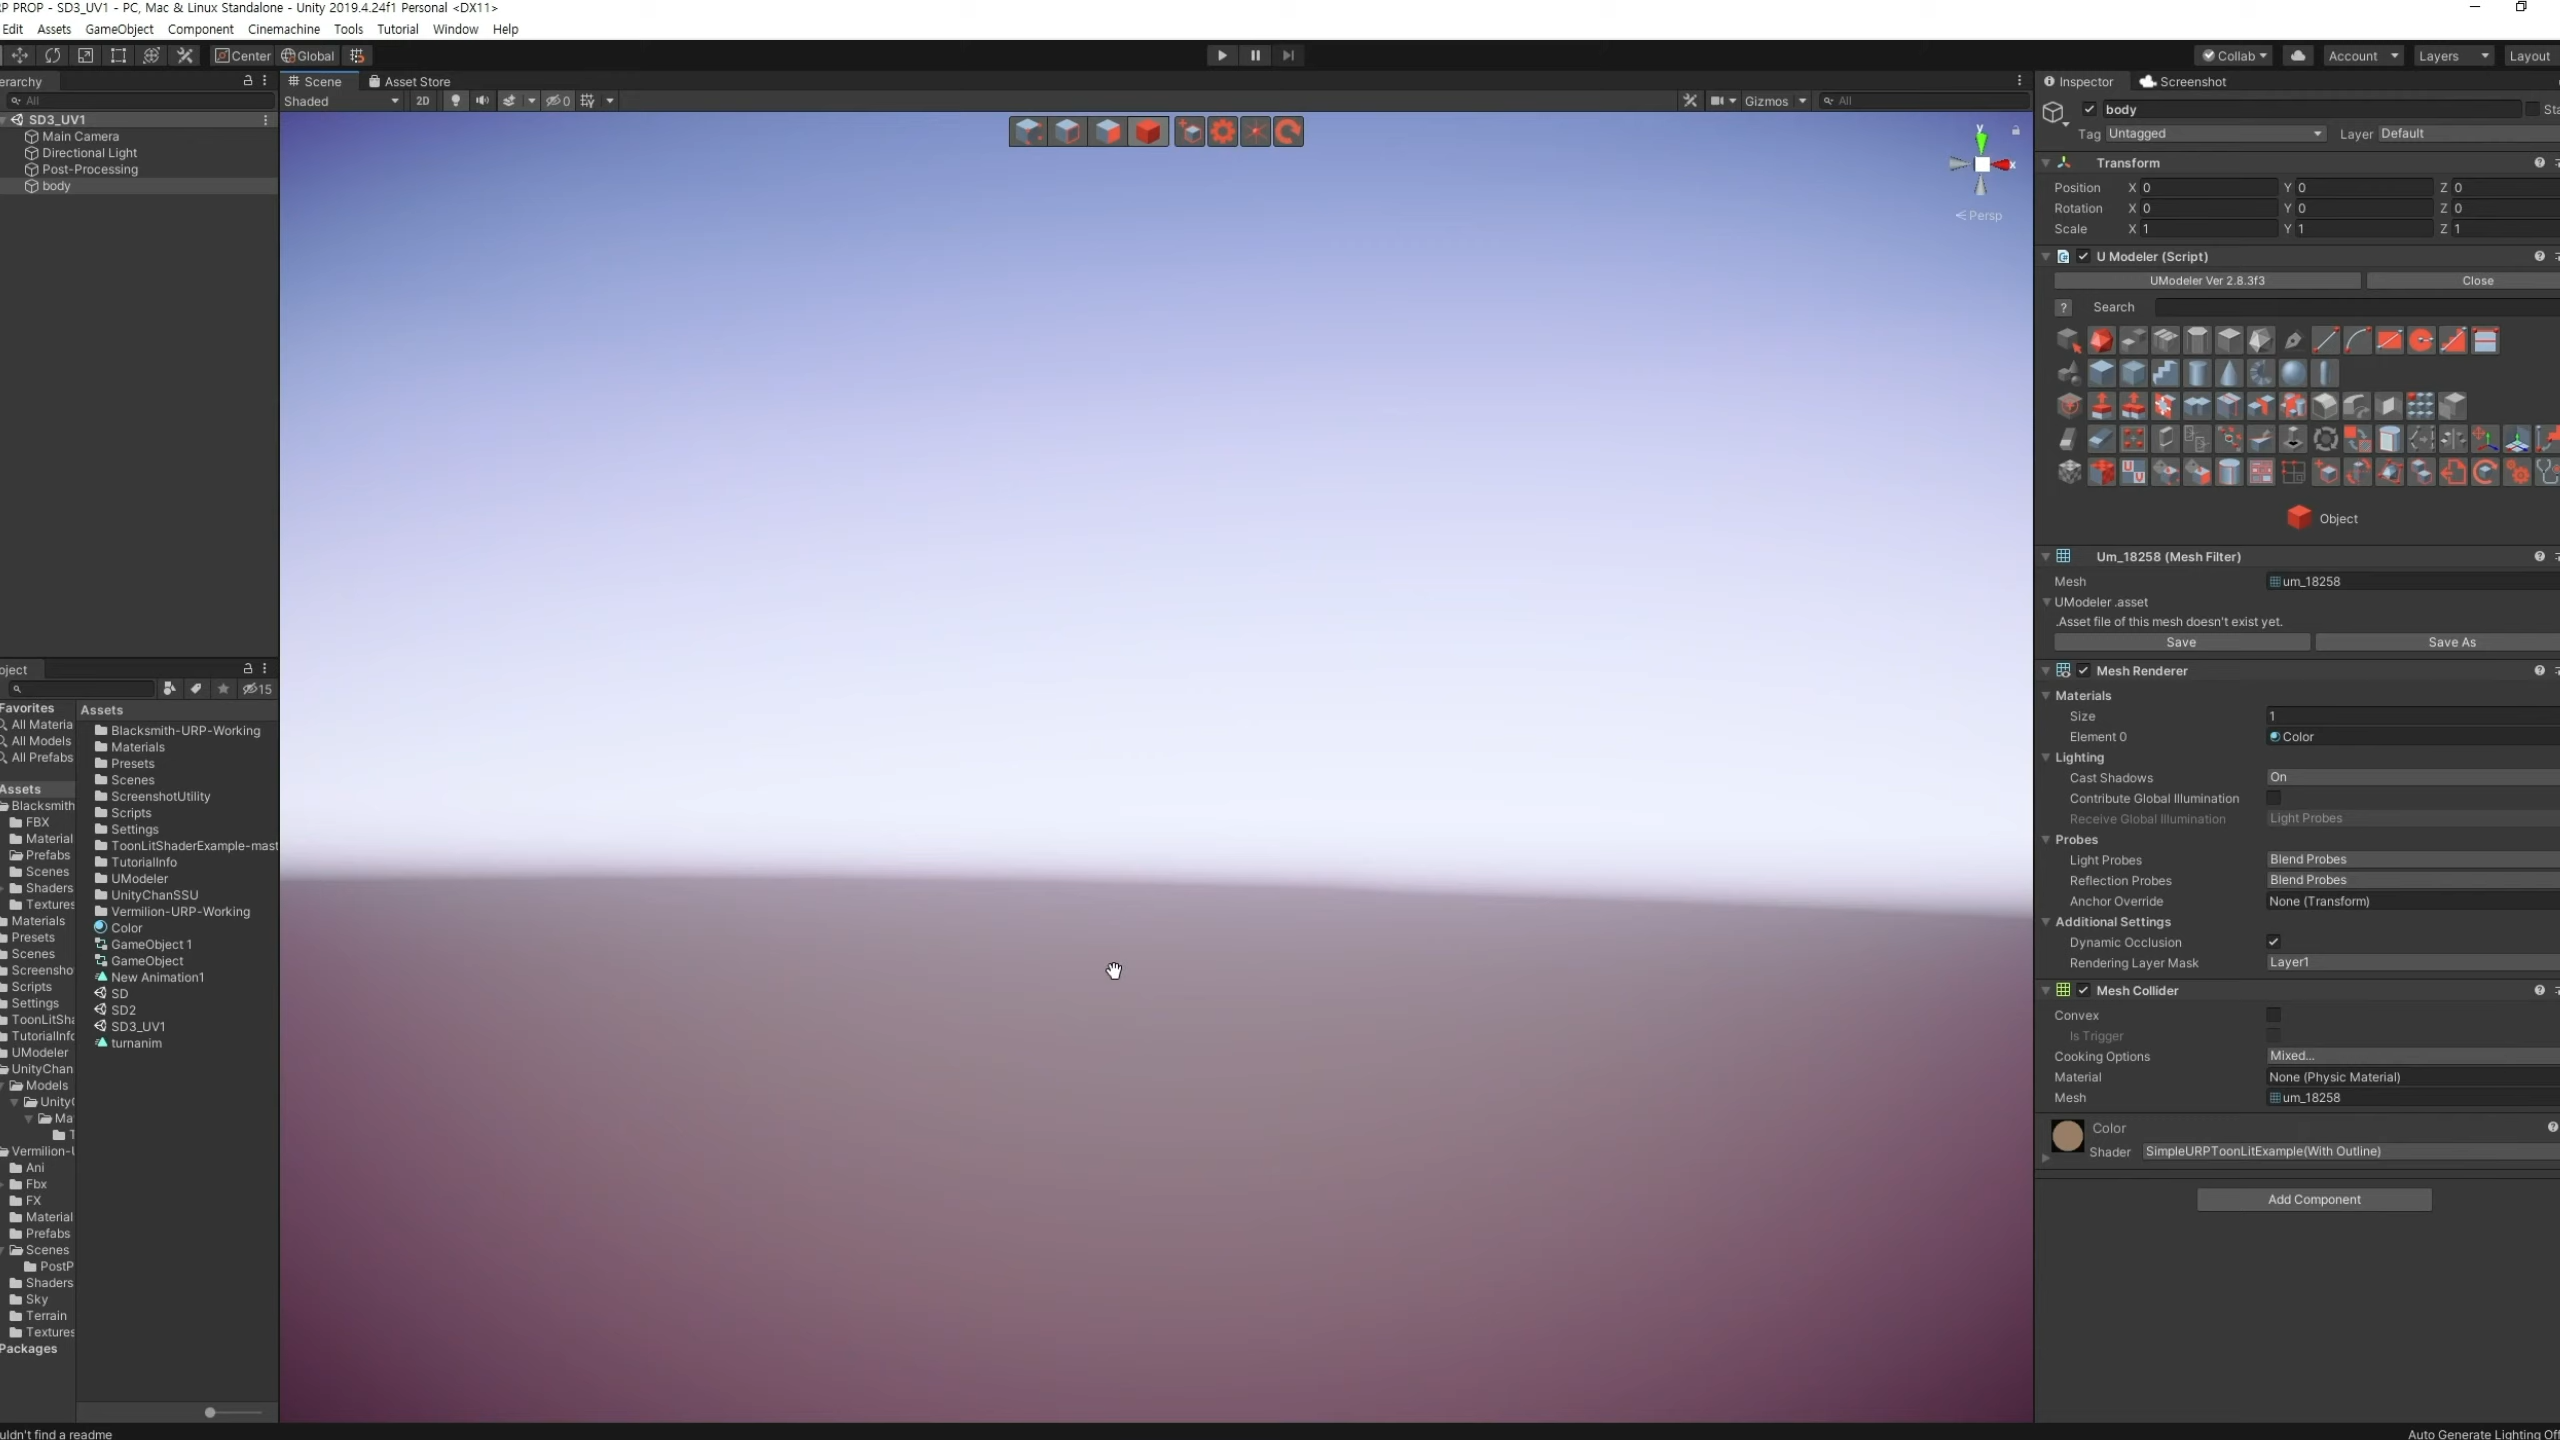 P PROP - SD3_UV1 - PC, Mac & Linux Standalone - Unity 2019.4.24f1 Personal <DX11>
Edit Assets GameObject Component Cinemachine Tools Tutorial Window Help
Center Global Collab Account Layers Layout
erarchy
All
SD3_UV1
Main Camera
Directional Light
Post-Processing
body
Scene Asset Store
Shaded 2D 0 Gizmos All
y
x
Persp
oject
15
Favorites
All Materia
All Models
All Prefabs
Assets
Blacksmith
FBX
Material
Prefabs
Scenes
Shaders
Textures
Materials
Presets
Scenes
Screensho
Scripts
Settings
ToonLitSha
TutorialInfo
UModeler
UnityChan
Models
UnityC
Ma
T
Vermilion-U
Ani
Fbx
FX
Material
Prefabs
Scenes
PostP
Shaders
Sky
Terrain
Textures
Packages
Assets
Blacksmith-URP-Working
Materials
Presets
Scenes
ScreenshotUtility
Scripts
Settings
ToonLitShaderExample-mast
TutorialInfo
UModeler
UnityChanSSU
Vermilion-URP-Working
Color
GameObject 1
GameObject
New Animation1
SD
SD2
SD3_UV1
turnanim
uldn't find a readme
Inspector Screenshot
body Sta
Tag Untagged Layer Default
Transform
Position X 0 Y 0 Z 0
Rotation X 0 Y 0 Z 0
Scale X 1 Y 1 Z 1
U Modeler (Script)
UModeler Ver 2.8.3f3 Close
? Search
Object
Um_18258 (Mesh Filter)
Mesh um_18258
UModeler .asset
.Asset file of this mesh doesn't exist yet.
Save Save As
Mesh Renderer
Materials
Size 1
Element 0 Color
Lighting
Cast Shadows On
Contribute Global Illumination
Receive Global Illumination Light Probes
Probes
Light Probes Blend Probes
Reflection Probes Blend Probes
Anchor Override None (Transform)
Additional Settings
Dynamic Occlusion
Rendering Layer Mask Layer1
Mesh Collider
Convex
Is Trigger
Cooking Options Mixed...
Material None (Physic Material)
Mesh um_18258
Color
Shader SimpleURPToonLitExample(With Outline)
Add Component
Auto Generate Lighting Off